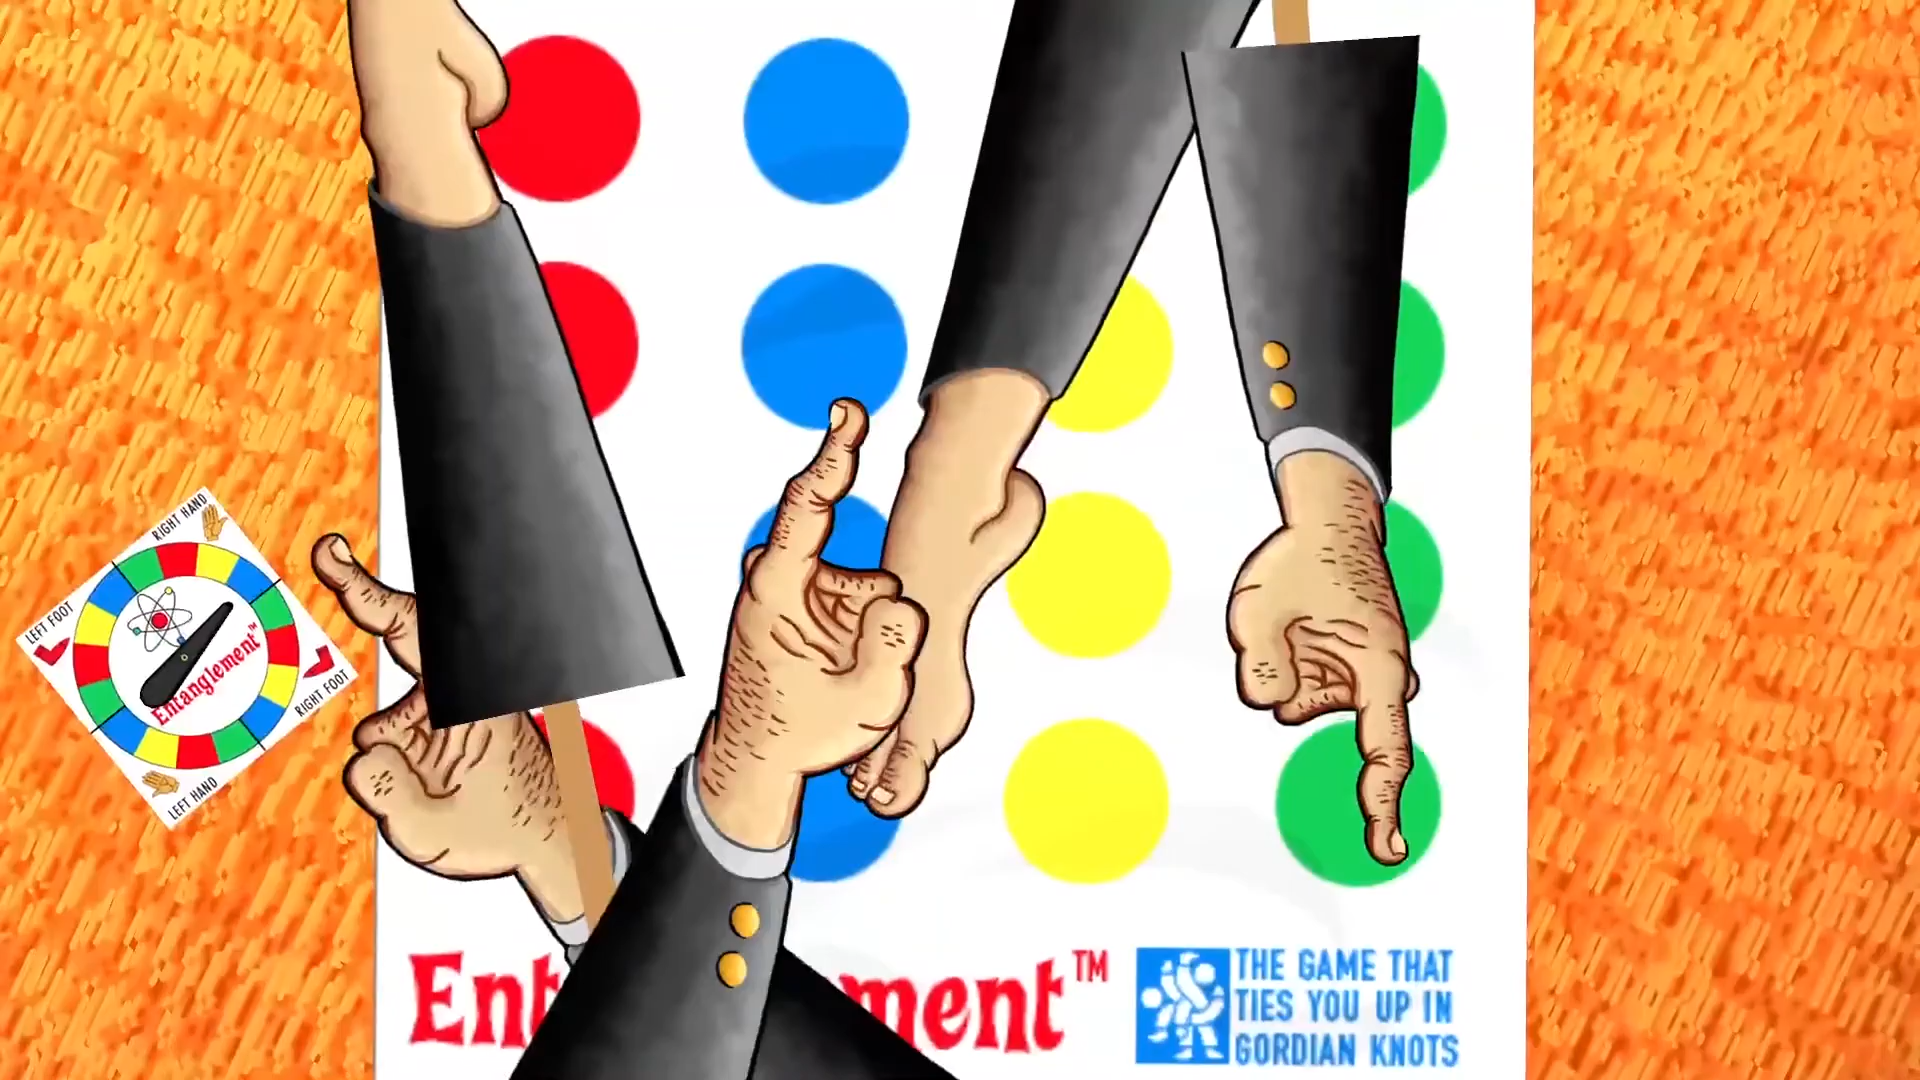 RIGHT HAND
LEFT FOOT
Entanglement™
RIGHT FOOT
LEFT HAND
Ent ment™
THE GAME THAT
TIES YOU UP IN
GORDIAN KNOTS